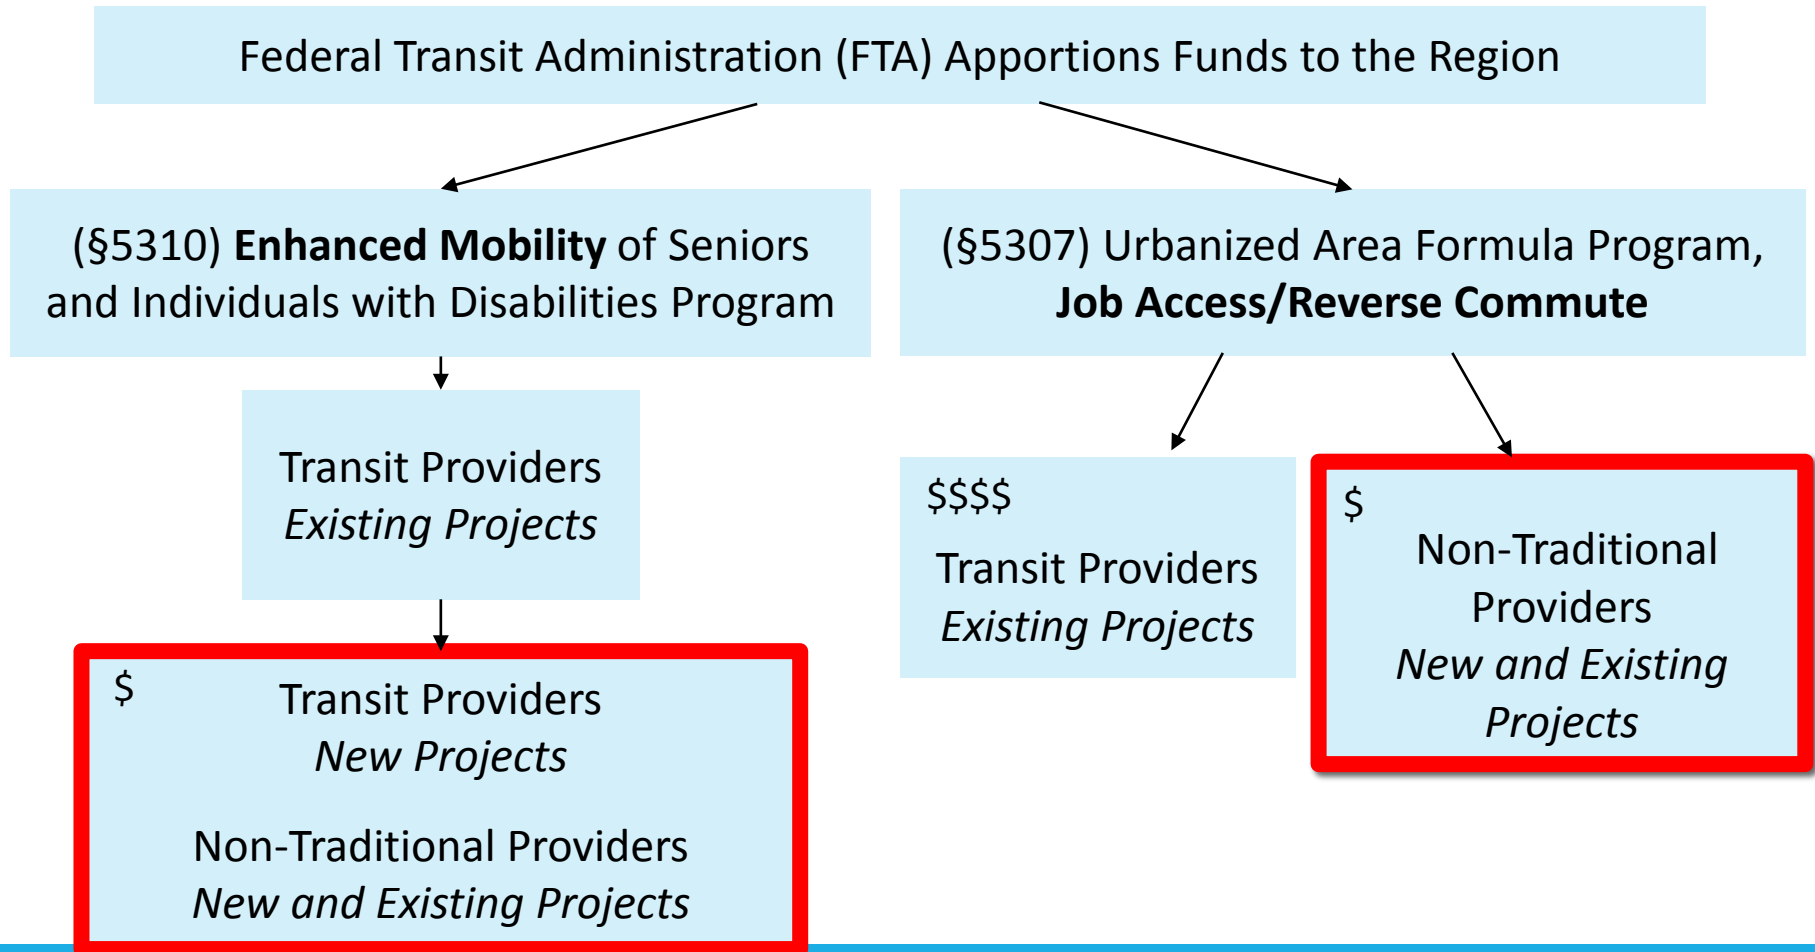 Federal Transit Administration (FTA) Apportions Funds to the Region
(§5310) Enhanced Mobility of Seniors
and Individuals with Disabilities Program
(§5307) Urbanized Area Formula Program,
Job Access/Reverse Commute
Transit Providers
Existing Projects
$$$$
Transit Providers
Existing Projects
$
Non-Traditional
Providers
New and Existing
Projects
$
Transit Providers
New Projects
Non-Traditional Providers
New and Existing Projects